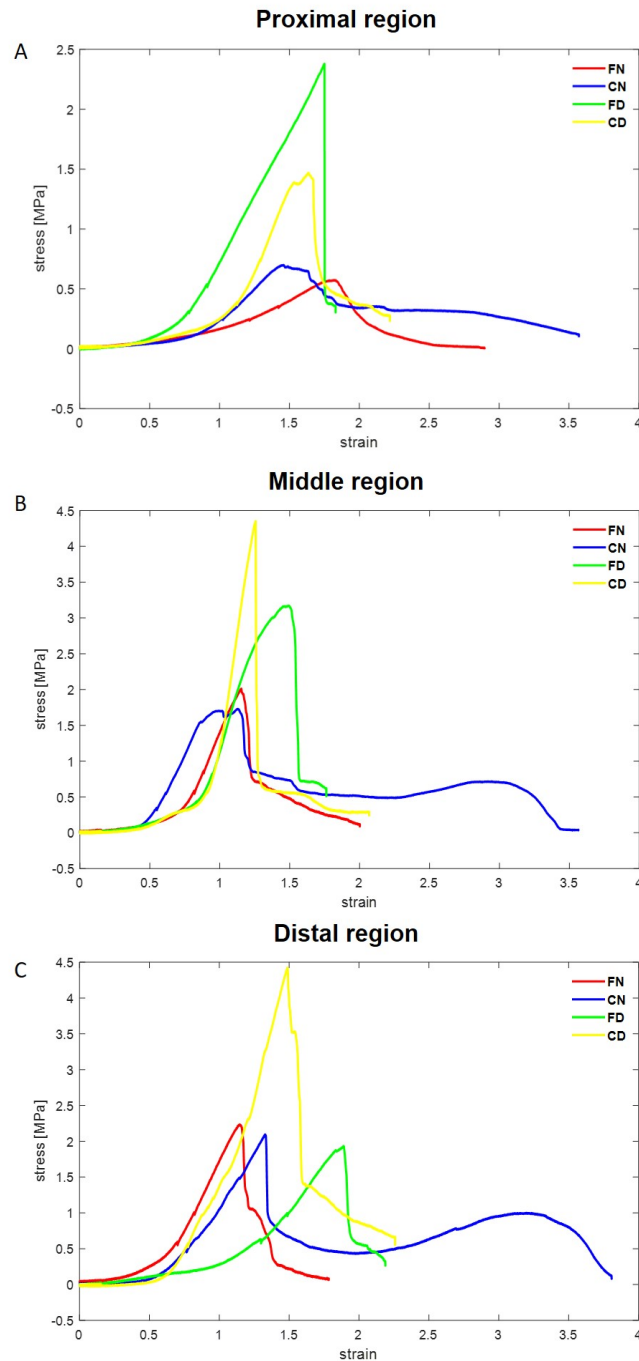 Proximal region
A
2.5
2
1.5
1
0.5
0
-0.5
stress [MPa]
FN
CN
FD
CD
0.5 1 1.5 2 2.5 3 3.5 4
strain
Middle region
B
4.5
4
3.5
3
2.5
2
1.5
1
0.5
0
-0.5
stress [MPa]
FN
CN
FD
CD
0 0.5 1 1.5 2 2.5 3 3.5 4
strain
Distal region
C
4.5
4
3.5
3
2.5
2
1.5
1
0.5
0
-0.5
stress [MPa]
FN
CN
FD
CD
0 0.5 1 1.5 2 2.5 3 3.5 4
strain